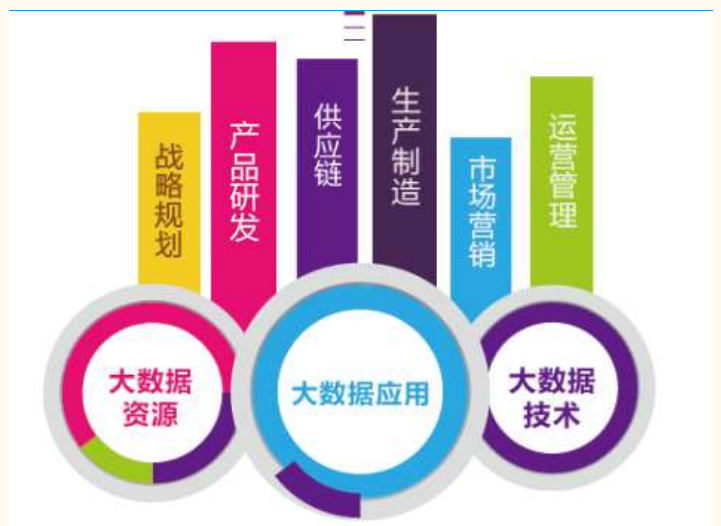 战略规划
产品研发
供应链
生产制造
市场营销
运营管理
大数据
资源
大数据应用
大数据
技术